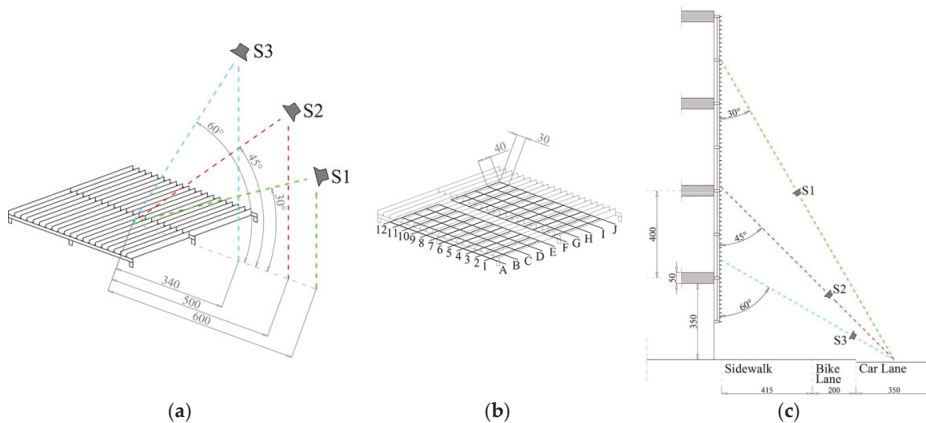 S3
S2
S1
60°
45°
30°
340
500
600
(a)
40
30
12 11 10 9 8 7 6 5 4 3 2 1
A B C D E F G H I J
(b)
30°
S1
400
45°
S2
50
60°
350
S3
Sidewalk Bike Lane Car Lane
415 200 350
(c)